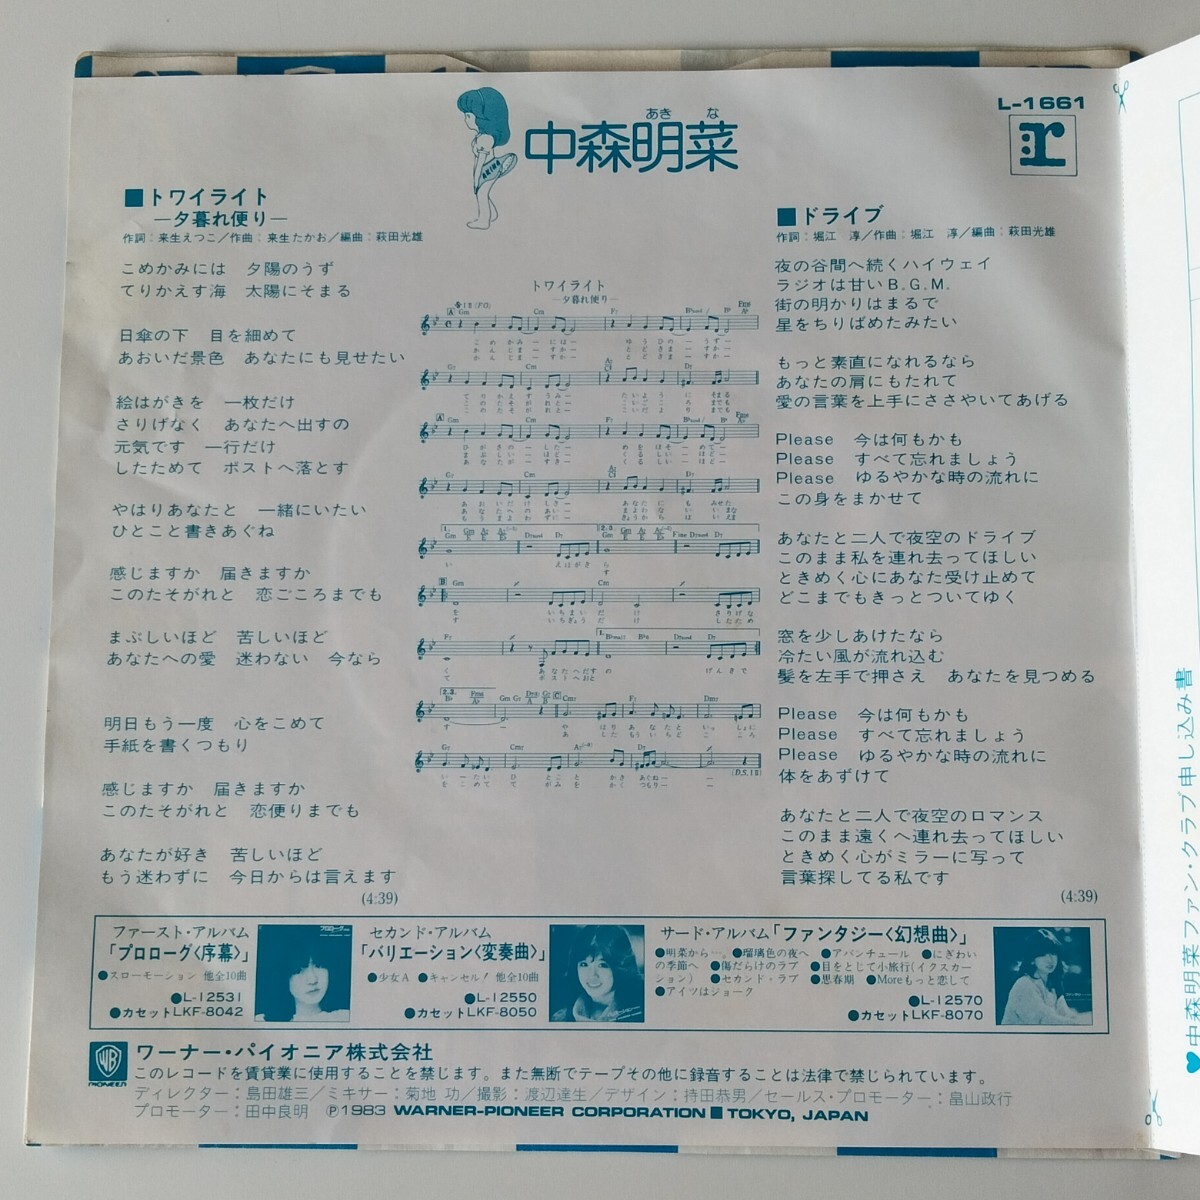 あき な
中森明菜
AKINA
L-1661
r
■トワイライト
—夕暮れ便り—
作詞：来生えつこ／作曲：来生たかお／編曲：萩田光雄
こめかみには　夕陽のうず
てりかえす海　太陽にそまる
日傘の下　目を細めて
あおいだ景色　あなたにも見せたい
絵はがきを　一枚だけ
さりげなく　あなたへ出すの
元気です　一行だけ
したためて　ポストへ落とす
やはりあなたと　一緒にいたい
ひとこと書きあぐね
感じますか　届きますか
このたそがれと　恋ごころまでも
まぶしいほど　苦しいほど
あなたへの愛　迷わない　今なら
明日もう一度　心をこめて
手紙を書くつもり
感じますか　届きますか
このたそがれと　恋便りまでも
あなたが好き　苦しいほど
もう迷わずに　今日からは言えます
(4:39)
トワイライト
—夕暮れ便り—
■ドライブ
作詞：堀江　淳／作曲：堀江　淳／編曲：萩田光雄
夜の谷間へ続くハイウェイ
ラジオは甘いB.G.M.
街の明かりはまるで
星をちりばめたみたい
もっと素直になれるなら
あなたの肩にもたれて
愛の言葉を上手にささやいてあげる
Please　今は何もかも
Please　すべて忘れましょう
Please　ゆるやかな時の流れに
この身をまかせて
あなたと二人で夜空のドライブ
このまま私を連れ去ってほしい
ときめく心にあなた受け止めて
どこまでもきっとついてゆく
窓を少しあけたなら
冷たい風が流れ込む
髪を左手で押さえ　あなたを見つめる
Please　今は何もかも
Please　すべて忘れましょう
Please　ゆるやかな時の流れに
体をあずけて
あなたと二人で夜空のロマンス
このまま遠くへ連れ去ってほしい
ときめく心がミラーに写って
言葉探してる私です
(4:39)
ファースト・アルバム
「プロローグ〈序幕〉」
●スローモーション 他全10曲
●L-12531
●カセットLKF-8042
セカンド・アルバム
「バリエーション〈変奏曲〉」
●少女A　●キャンセル！他全10曲
●L-12550
●カセットLKF-8050
サード・アルバム「ファンタジー〈幻想曲〉」
●明菜から…。●瑠璃色の夜へ　●アバンチュール　●にぎわい
の季節へ　●傷だらけのラブ　●目をとして小旅行(イクスカー
ション)　●セカンド・ラブ　●思春期　●Moreもっと恋して
●アイツはジョーク
●L-12570
●カセットLKF-8070
WB
PIONEER
ワーナー・パイオニア株式会社
このレコードを賃貸業に使用することを禁じます。また無断でテープその他に録音することは法律で禁じられています。
ディレクター：島田雄三／ミキサー：菊地 功／撮影：渡辺達生／デザイン：持田恭男／セールス・プロモーター：畠山政行
プロモーター：田中良明　Ⓟ1983 WARNER-PIONEER CORPORATION ■ TOKYO, JAPAN
♥中森明菜ファン・クラブ申し込み書